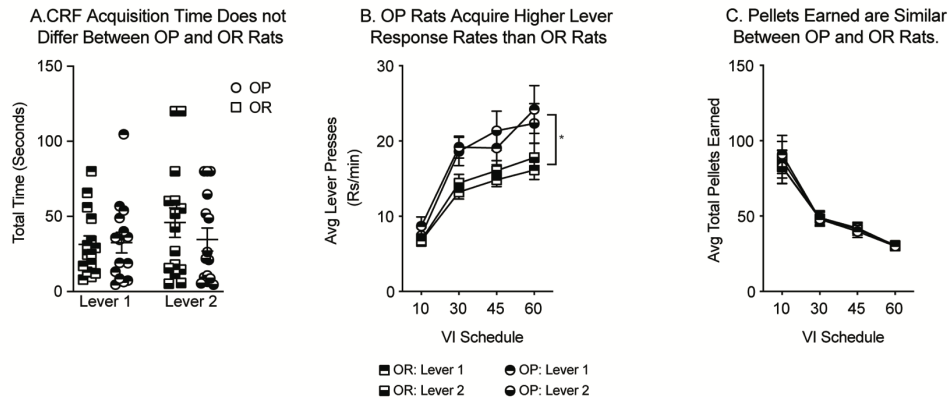 A.CRF Acquisition Time Does not
Differ Between OP and OR Rats
150
100
50
0
Total Time (Seconds)
OP
OR
Lever 1 Lever 2
B. OP Rats Acquire Higher Lever
Response Rates than OR Rats
30
20
10
0
Avg Lever Presses
(Rs/min)
*
10 30 45 60
VI Schedule
C. Pellets Earned are Similar
Between OP and OR Rats.
150
100
50
0
Avg Total Pellets Earned
10 30 45 60
VI Schedule
OR: Lever 1 OP: Lever 1
OR: Lever 2 OP: Lever 2